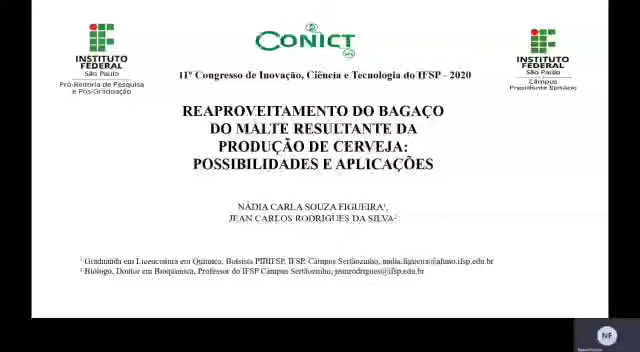 INSTITUTO
FEDERAL
São Paulo
Pró-Reitoria de Pesquisa
e Pós-Graduação
CONICT
INSTITUTO
FEDERAL
São Paulo
Câmpus
Presidente Epitácio
11º Congresso de Inovação, Ciência e Tecnologia do IFSP - 2020
REAPROVEITAMENTO DO BAGAÇO
DO MALTE RESULTANTE DA
PRODUÇÃO DE CERVEJA:
POSSIBILIDADES E APLICAÇÕES
NÁDIA CARLA SOUZA FIGUEIRA¹,
JEAN CARLOS RODRIGUES DA SILVA²
¹ Graduanda em Licenciatura em Química, Bolsista PIBIFSP, IFSP, Câmpus Sertãozinho, nadia.figueira@aluno.ifsp.edu.br
² Biólogo, Doutor em Bioquímica, Professor do IFSP Câmpus Sertãozinho, jeanrodrigues@ifsp.edu.br
NF